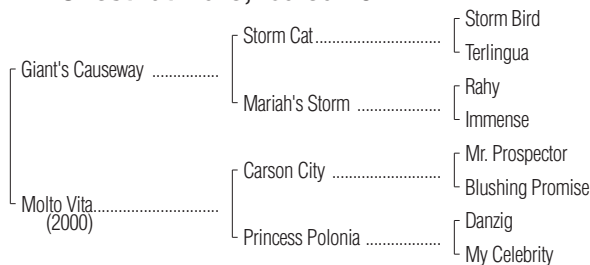 Storm Bird
Storm Cat
Terlingua
Giant's Causeway
Rahy
Mariah's Storm
Immense
Mr. Prospector
Carson City
Blushing Promise
Molto Vita
(2000)
Danzig
Princess Polonia
My Celebrity